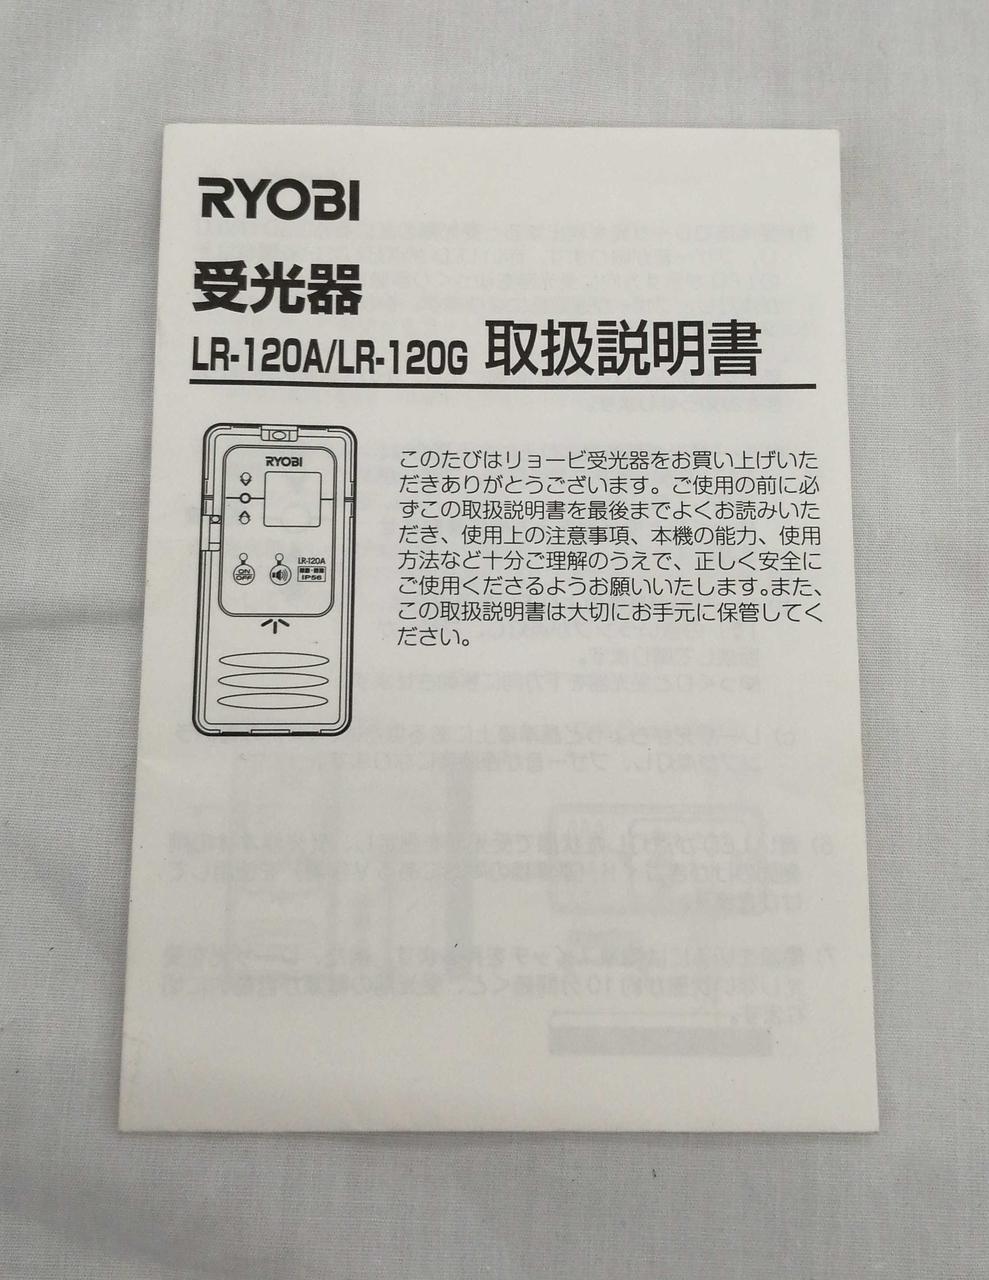 RYOBI
受光器
LR-120A/LR-120G 取扱説明書
RYOBI
ON
OFF
LR-120A
IP56
このたびはリョービ受光器をお買い上げいた
だきありがとうございます。ご使用の前に必
ずこの取扱説明書を最後までよくお読みいた
だき、使用上の注意事項、本機の能力、使用
方法など十分ご理解のうえで、正しく安全に
ご使用くださるようお願いいたします。また、
この取扱説明書は大切にお手元に保管してく
ださい。